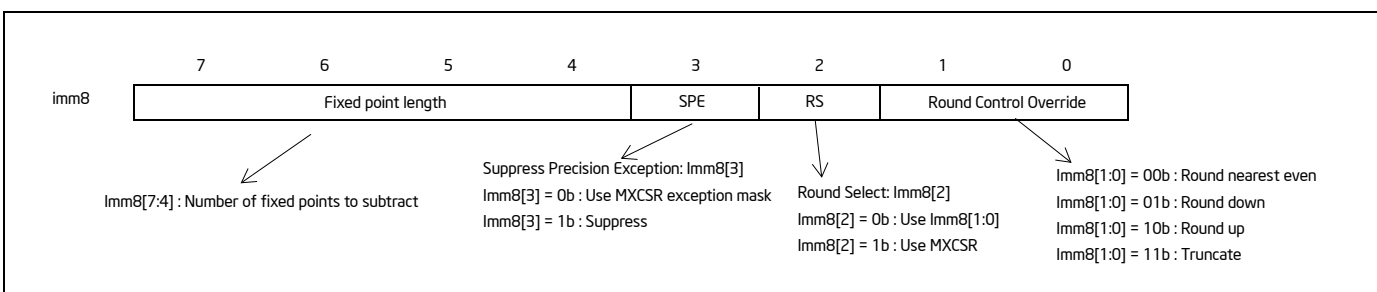 7 6 5 4 3 2 1 0
imm8 Fixed point length SPE RS Round Control Override
Imm8[7:4] : Number of fixed points to subtract
Suppress Precision Exception: Imm8[3]
Imm8[3] = 0b : Use MXCSR exception mask
Imm8[3] = 1b : Suppress
Round Select: Imm8[2]
Imm8[2] = 0b : Use Imm8[1:0]
Imm8[2] = 1b : Use MXCSR
Imm8[1:0] = 00b : Round nearest even
Imm8[1:0] = 01b : Round down
Imm8[1:0] = 10b : Round up
Imm8[1:0] = 11b : Truncate